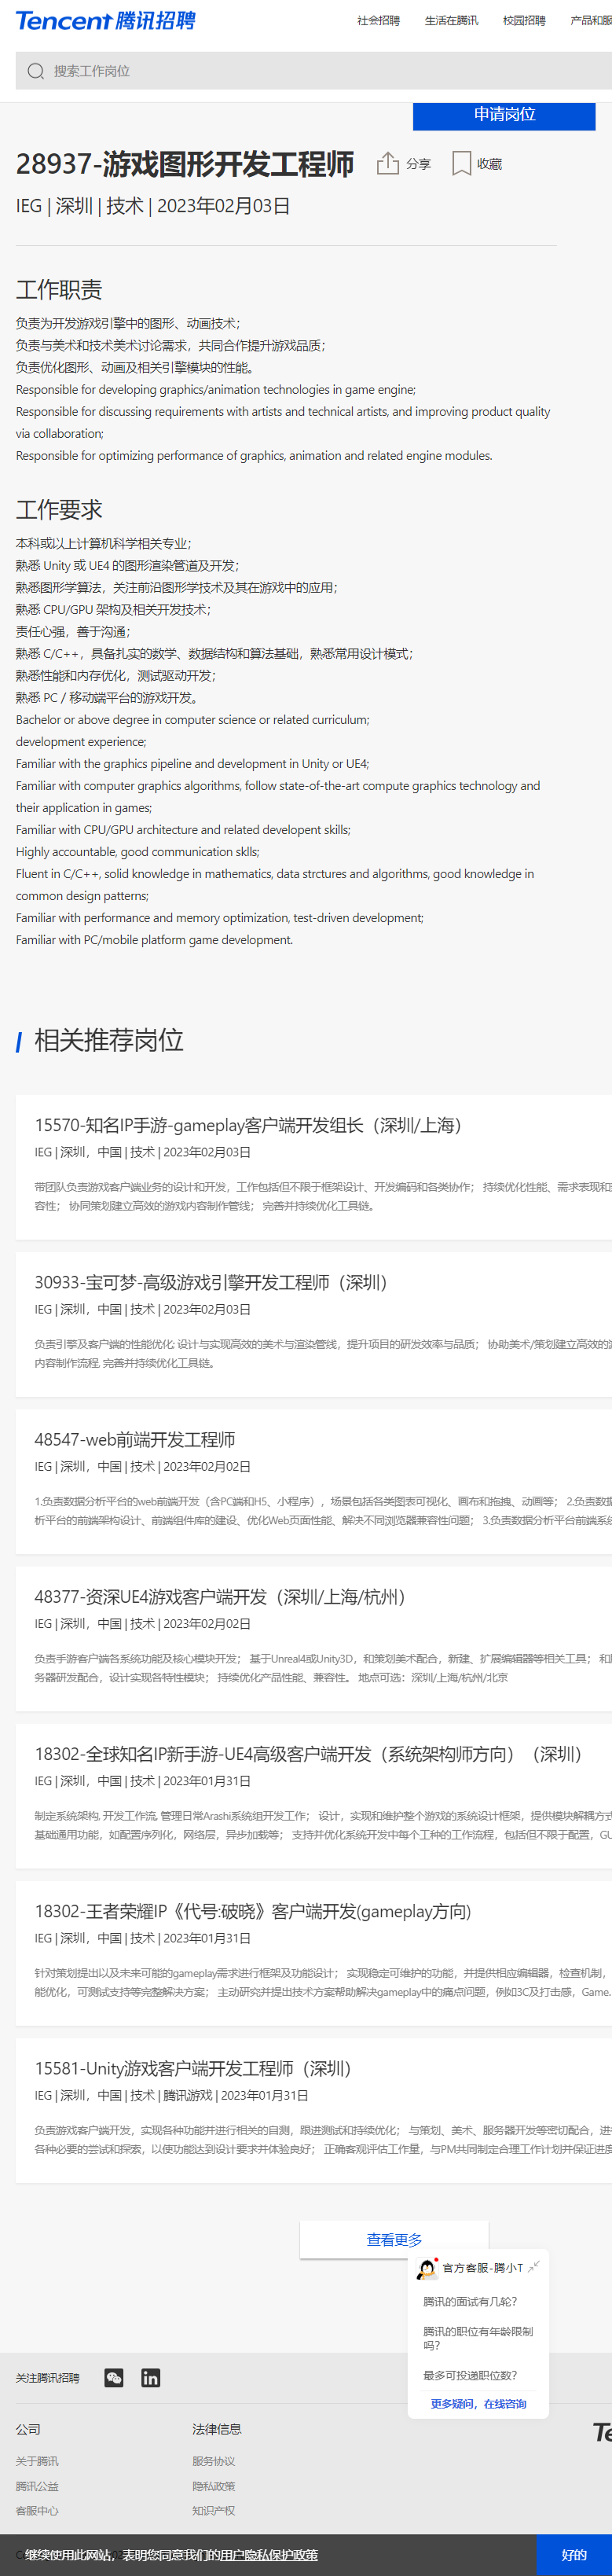 Tencent 腾讯招聘
社会招聘 生活在腾讯 校园招聘 产品和服
搜索工作岗位
申请岗位
28937-游戏图形开发工程师 分享 收藏
IEG | 深圳 | 技术 | 2023年02月03日
工作职责
负责为开发游戏引擎中的图形、动画技术；
负责与美术和技术美术讨论需求，共同合作提升游戏品质；
负责优化图形、动画及相关引擎模块的性能。
Responsible for developing graphics/animation technologies in game engine;
Responsible for discussing requirements with artists and technical artists, and improving product quality
via collaboration;
Responsible for optimizing performance of graphics, animation and related engine modules.
工作要求
本科或以上计算机科学相关专业；
熟悉 Unity 或 UE4 的图形渲染管道及开发；
熟悉图形学算法，关注前沿图形学技术及其在游戏中的应用；
熟悉 CPU/GPU 架构及相关开发技术；
责任心强，善于沟通；
熟悉 C/C++，具备扎实的数学、数据结构和算法基础，熟悉常用设计模式；
熟悉性能和内存优化，测试驱动开发；
熟悉 PC / 移动端平台的游戏开发。
Bachelor or above degree in computer science or related curriculum;
development experience;
Familiar with the graphics pipeline and development in Unity or UE4;
Familiar with computer graphics algorithms, follow state-of-the-art compute graphics technology and
their application in games;
Familiar with CPU/GPU architecture and related developent skills;
Highly accountable, good communication sklls;
Fluent in C/C++, solid knowledge in mathematics, data strctures and algorithms, good knowledge in
common design patterns;
Familiar with performance and memory optimization, test-driven development;
Familiar with PC/mobile platform game development.
相关推荐岗位
15570-知名IP手游-gameplay客户端开发组长（深圳/上海）
IEG | 深圳，中国 | 技术 | 2023年02月03日
带团队负责游戏客户端业务的设计和开发，工作包括但不限于框架设计、开发编码和各类协作； 持续优化性能、需求表现和
容性； 协同策划建立高效的游戏内容制作管线； 完善并持续优化工具链。
30933-宝可梦-高级游戏引擎开发工程师（深圳）
IEG | 深圳，中国 | 技术 | 2023年02月03日
负责引擎及客户端的性能优化; 设计与实现高效的美术与渲染管线，提升项目的研发效率与品质； 协助美术/策划建立高效的
内容制作流程, 完善并持续优化工具链。
48547-web前端开发工程师
IEG | 深圳，中国 | 技术 | 2023年02月02日
1.负责数据分析平台的web前端开发（含PC端和H5、小程序），场景包括各类图表可视化、画布和拖拽、动画等； 2.负责数
析平台的前端架构设计、前端组件库的建设、优化Web页面性能、解决不同浏览器兼容性问题； 3.负责数据分析平台前端系
48377-资深UE4游戏客户端开发（深圳/上海/杭州）
IEG | 深圳，中国 | 技术 | 2023年02月02日
负责手游客户端各系统功能及核心模块开发； 基于Unreal4或Unity3D，和策划美术配合，新建、扩展编辑器等相关工具； 和
务器研发配合，设计实现各特性模块； 持续优化产品性能、兼容性。 地点可选：深圳/上海/杭州/北京
18302-全球知名IP新手游-UE4高级客户端开发（系统架构师方向）（深圳）
IEG | 深圳，中国 | 技术 | 2023年01月31日
制定系统架构, 开发工作流, 管理日常Arashi系统组开发工作； 设计，实现和维护整个游戏的系统设计框架，提供模块解耦方
基础通用功能，如配置序列化，网络层，异步加载等； 支持并优化系统开发中每个工种的工作流程，包括但不限于配置，GU
18302-王者荣耀IP《代号:破晓》客户端开发(gameplay方向)
IEG | 深圳，中国 | 技术 | 2023年01月31日
针对策划提出以及未来可能的gameplay需求进行框架及功能设计； 实现稳定可维护的功能，并提供相应编辑器，检查机制，
能优化，可测试支持等完整解决方案； 主动研究并提出技术方案帮助解决gameplay中的痛点问题，例如3C及打击感，Game.
15581-Unity游戏客户端开发工程师（深圳）
IEG | 深圳，中国 | 技术 | 腾讯游戏 | 2023年01月31日
负责游戏客户端开发，实现各种功能并进行相关的自测，跟进测试和持续优化； 与策划、美术、服务器开发等密切配合，进
各种必要的尝试和探索，以使功能达到设计要求并体验良好； 正确客观评估工作量，与PM共同制定合理工作计划并保证进
查看更多
官方客服-腾小T
腾讯的面试有几轮？
腾讯的职位有年龄限制
吗？
最多可投递职位数？
更多疑问，在线咨询
关注腾讯招聘
公司 法律信息
关于腾讯 服务协议
腾讯公益 隐私政策
客服中心 知识产权
继续使用此网站，表明您同意我们的用户隐私保护政策 好的